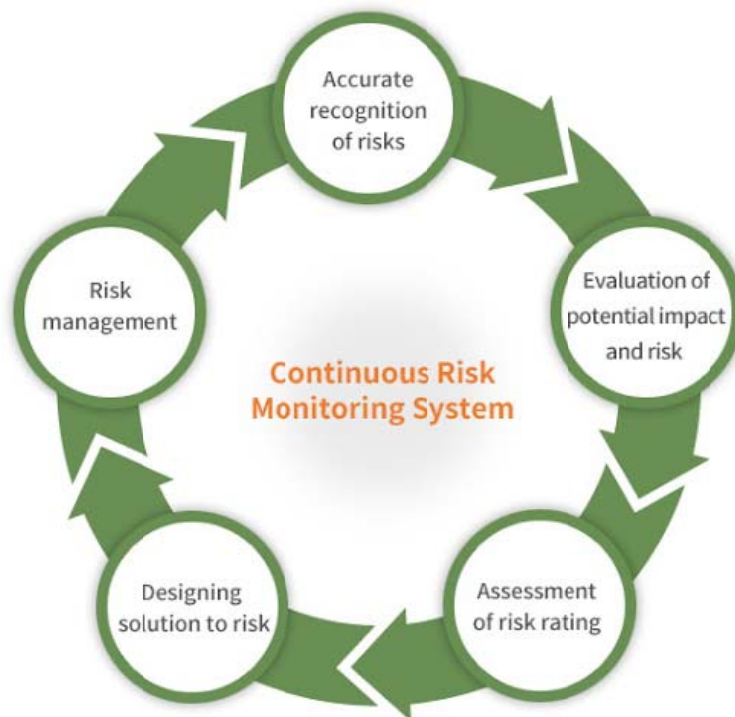 Accurate
recognition
of risks
Evaluation of
potential impact
and risk
Assessment
of risk rating
Designing
solution to risk
Risk
management
Continuous Risk
Monitoring System